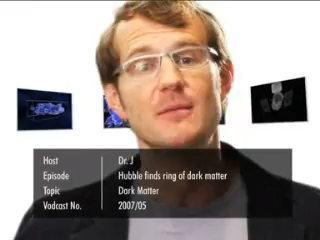 Host Dr. J
Episode Hubble finds ring of dark matter
Topic Dark Matter
Vodcast No. 2007/05